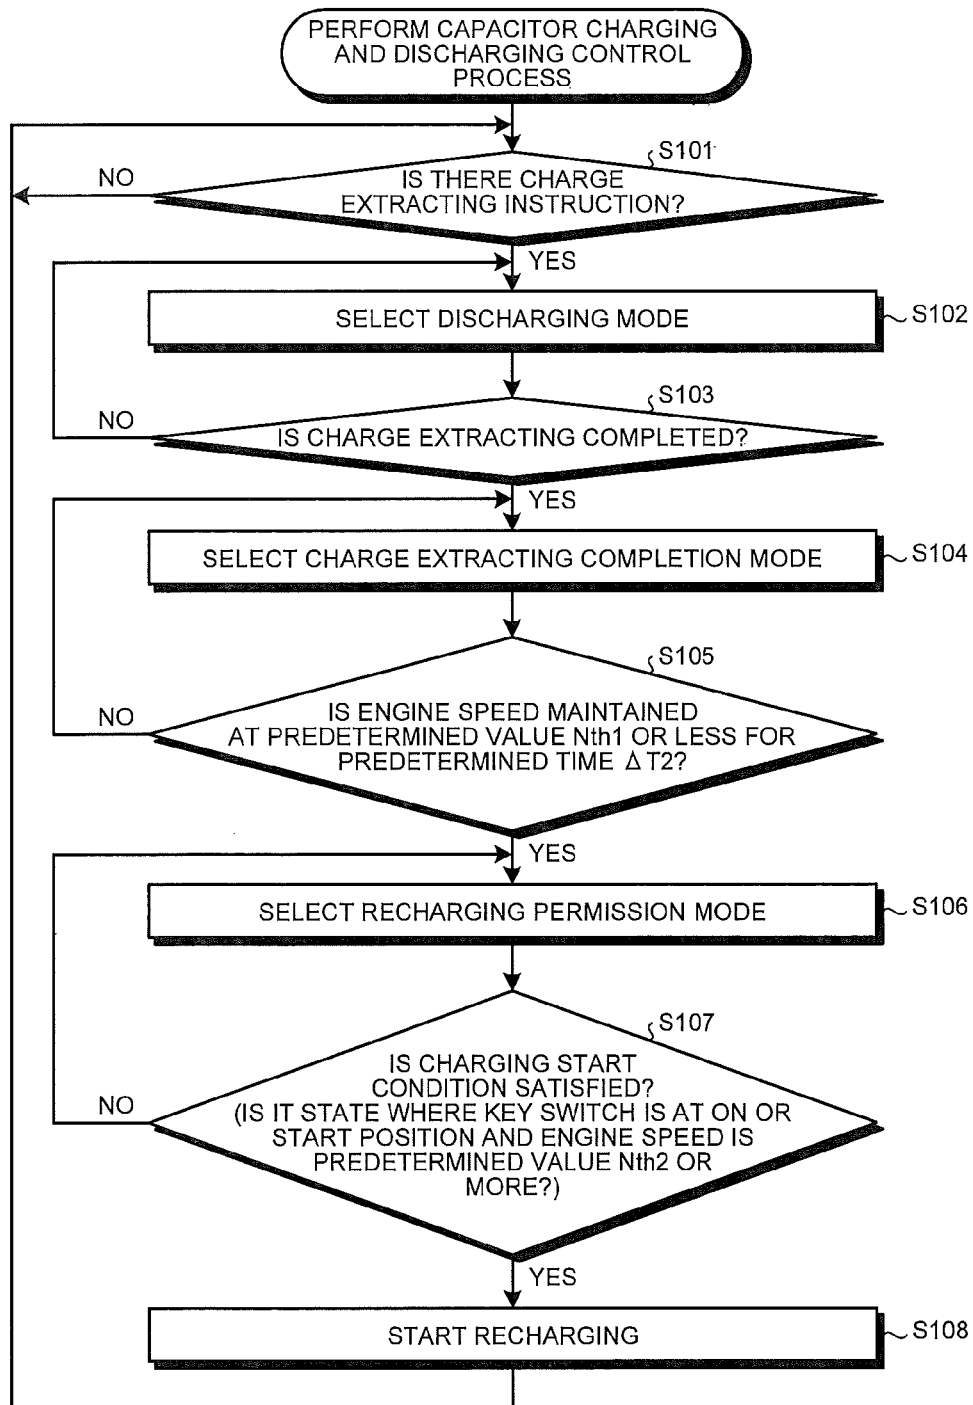 PERFORM CAPACITOR CHARGING
AND DISCHARGING CONTROL
PROCESS
S101
NO
IS THERE CHARGE
EXTRACTING INSTRUCTION?
YES
SELECT DISCHARGING MODE
S102
S103
NO
IS CHARGE EXTRACTING COMPLETED?
YES
SELECT CHARGE EXTRACTING COMPLETION MODE
S104
S105
NO
IS ENGINE SPEED MAINTAINED
AT PREDETERMINED VALUE Nth1 OR LESS FOR
PREDETERMINED TIME Δ T2?
YES
SELECT RECHARGING PERMISSION MODE
S106
S107
IS CHARGING START
CONDITION SATISFIED?
NO
(IS IT STATE WHERE KEY SWITCH IS AT ON OR
START POSITION AND ENGINE SPEED IS
PREDETERMINED VALUE Nth2 OR
MORE?)
YES
START RECHARGING
S108